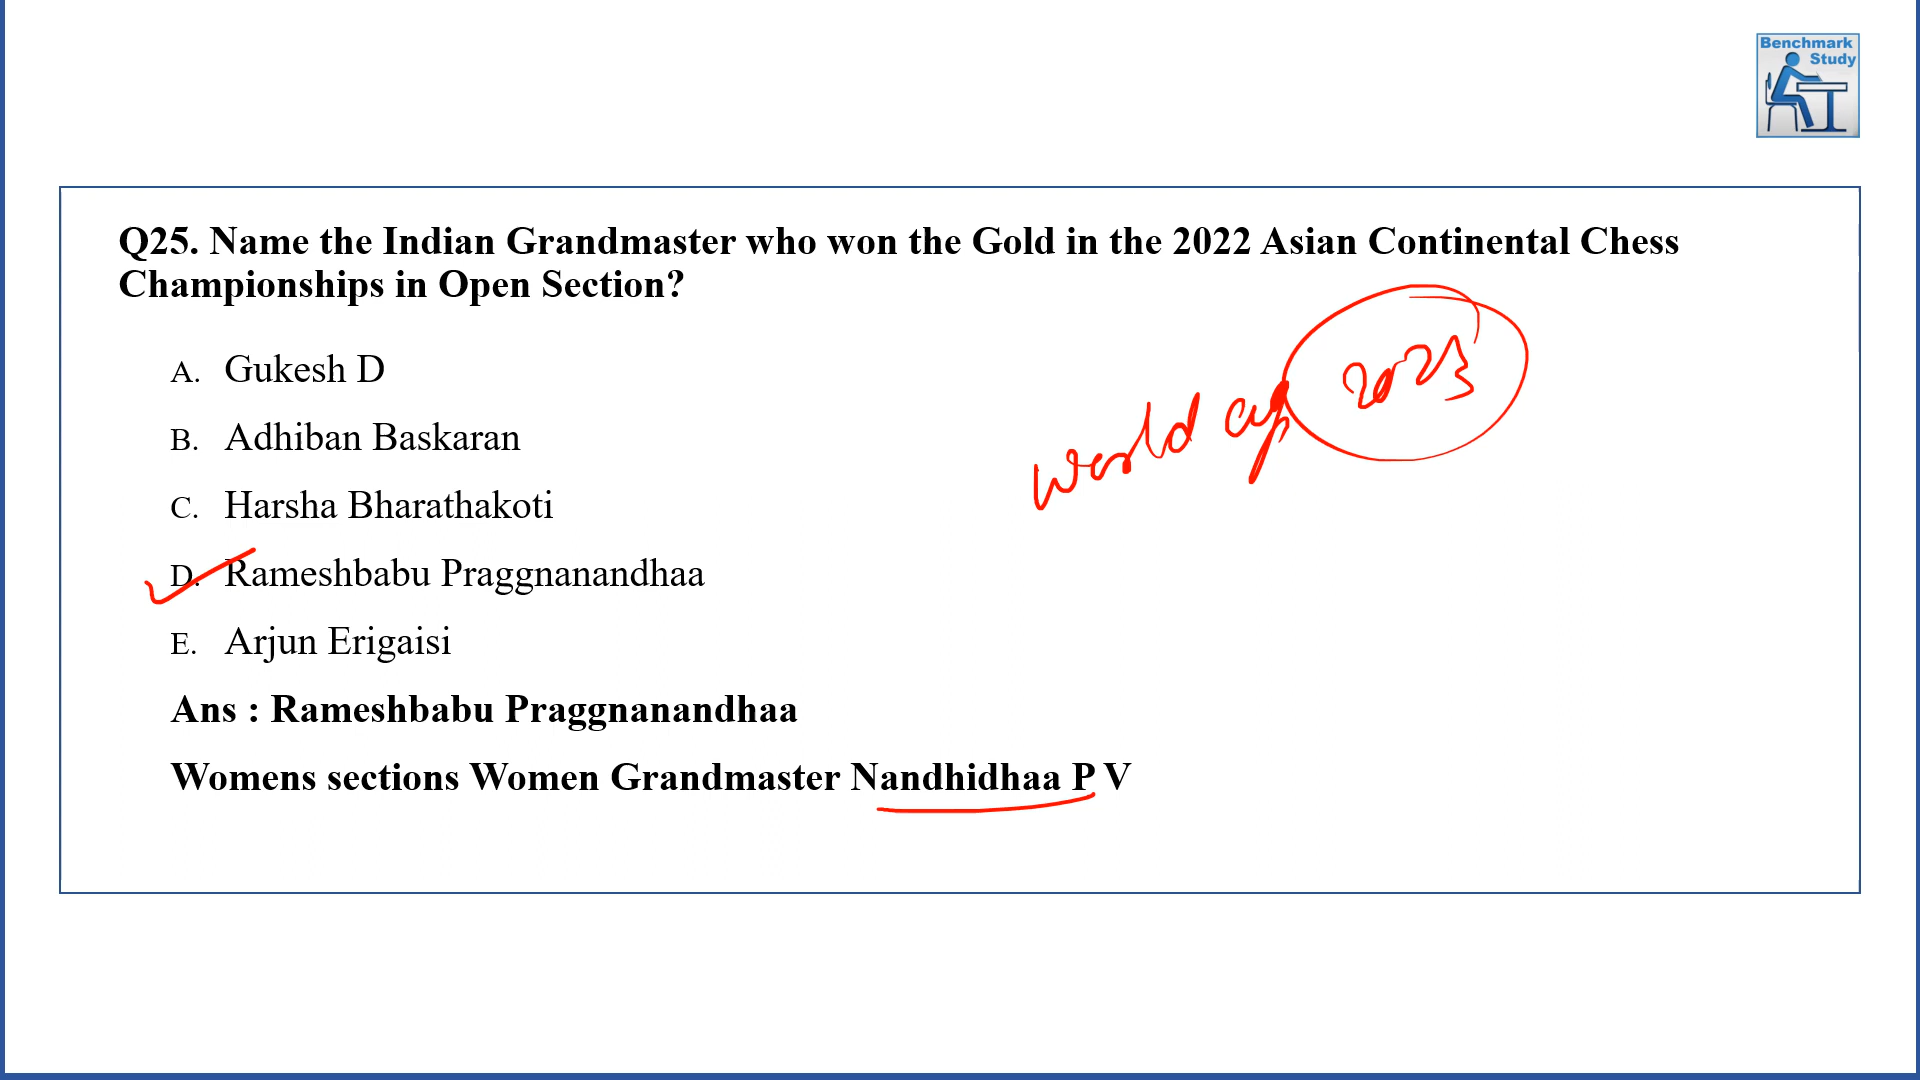 Benchmark
Study
Q25. Name the Indian Grandmaster who won the Gold in the 2022 Asian Continental Chess
Championships in Open Section?
A. Gukesh D
B. Adhiban Baskaran
C. Harsha Bharathakoti
D. Rameshbabu Praggnanandhaa
E. Arjun Erigaisi
World cup 2023
Ans : Rameshbabu Praggnanandhaa
Womens sections Women Grandmaster Nandhidhaa P V